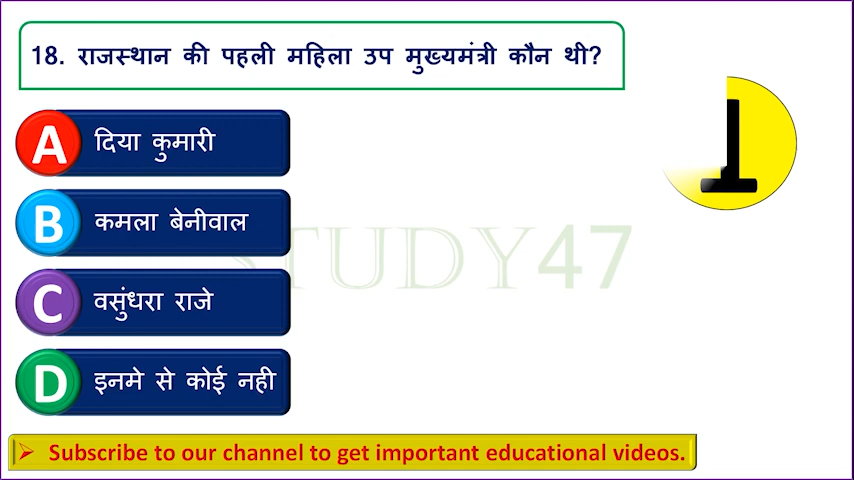 18. राजस्थान की पहली महिला उप मुख्यमंत्री कौन थी?
A दिया कुमारी
B कमला बेनीवाल
C वसुंधरा राजे
D इनमे से कोई नही
STUDY47
1
Subscribe to our channel to get important educational videos.